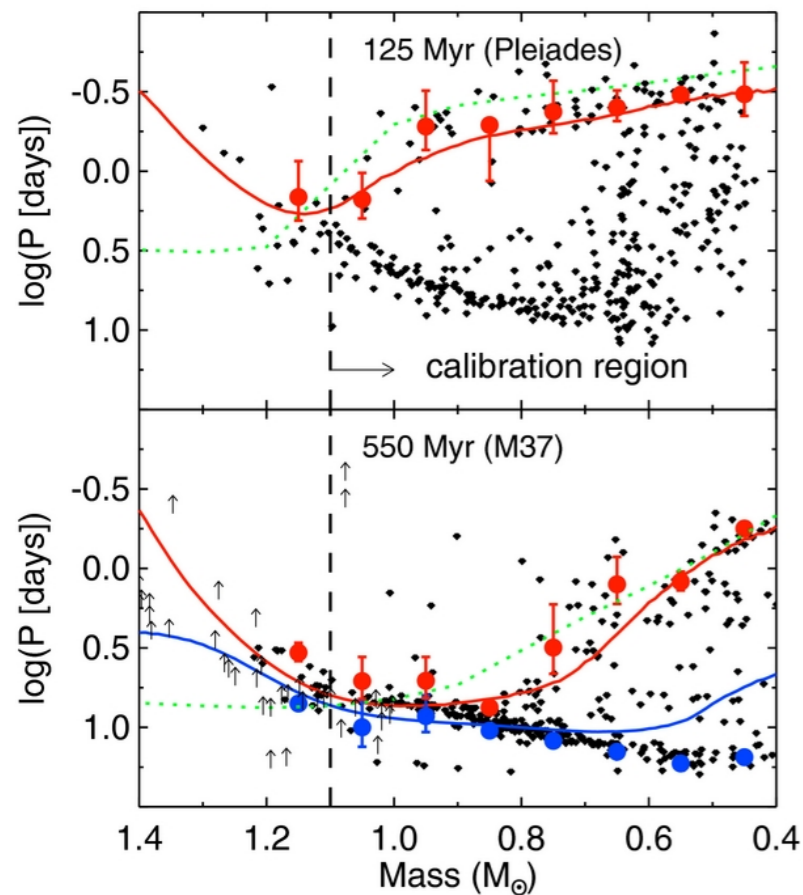 125 Myr (Pleiades)
-0.5
0.0
0.5
1.0
log(P [days])
calibration region
550 Myr (M37)
-0.5
0.0
0.5
1.0
log(P [days])
1.4 1.2 1.0 0.8 0.6 0.4
Mass (M☉)